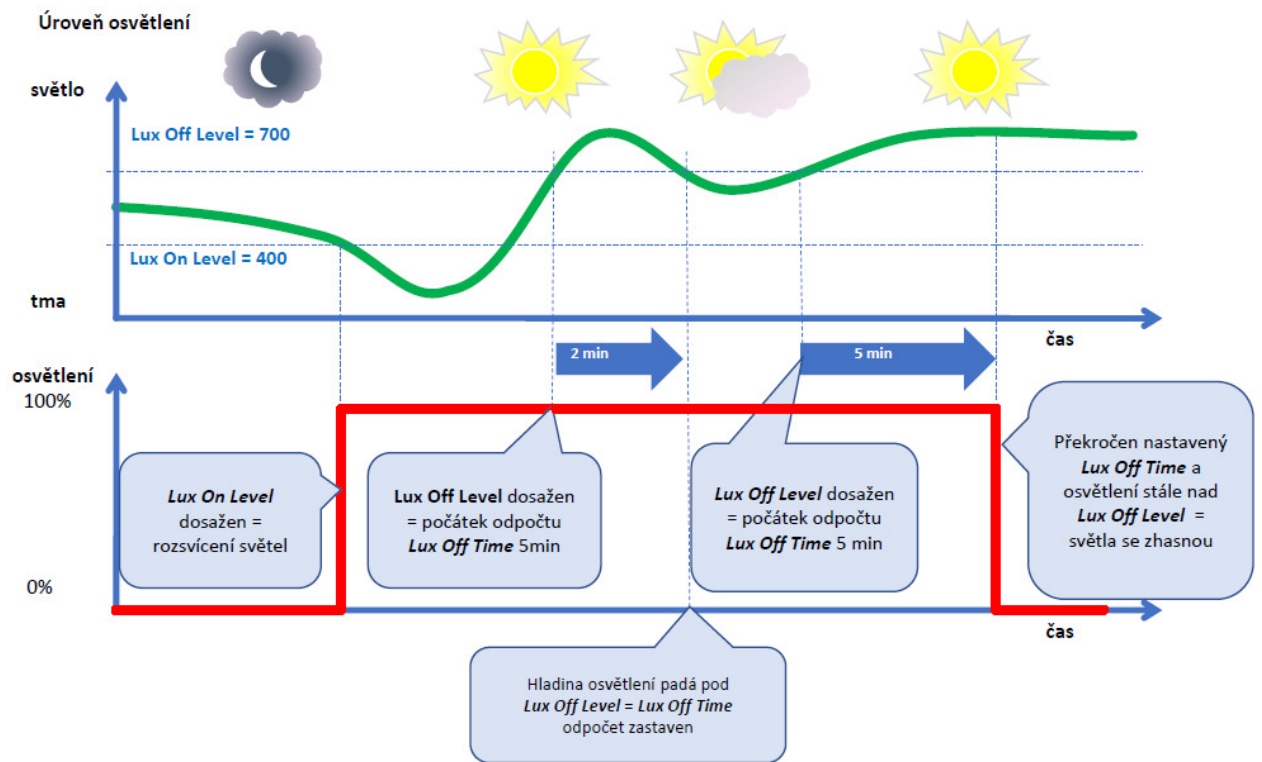 Úroveň osvětlení
světlo
Lux Off Level = 700
Lux On Level = 400
tma
čas
2 min
5 min
osvětlení
100%
Lux On Level
dosažen =
rozsvícení světel
Lux Off Level dosažen
= počátek odpočtu
Lux Off Time 5min
Lux Off Level dosažen
= počátek odpočtu
Lux Off Time 5 min
Překročen nastavený
Lux Off Time a
osvětlení stále nad
Lux Off Level =
světla se zhasnou
0%
čas
Hladina osvětlení padá pod
Lux Off Level = Lux Off Time
odpočet zastaven